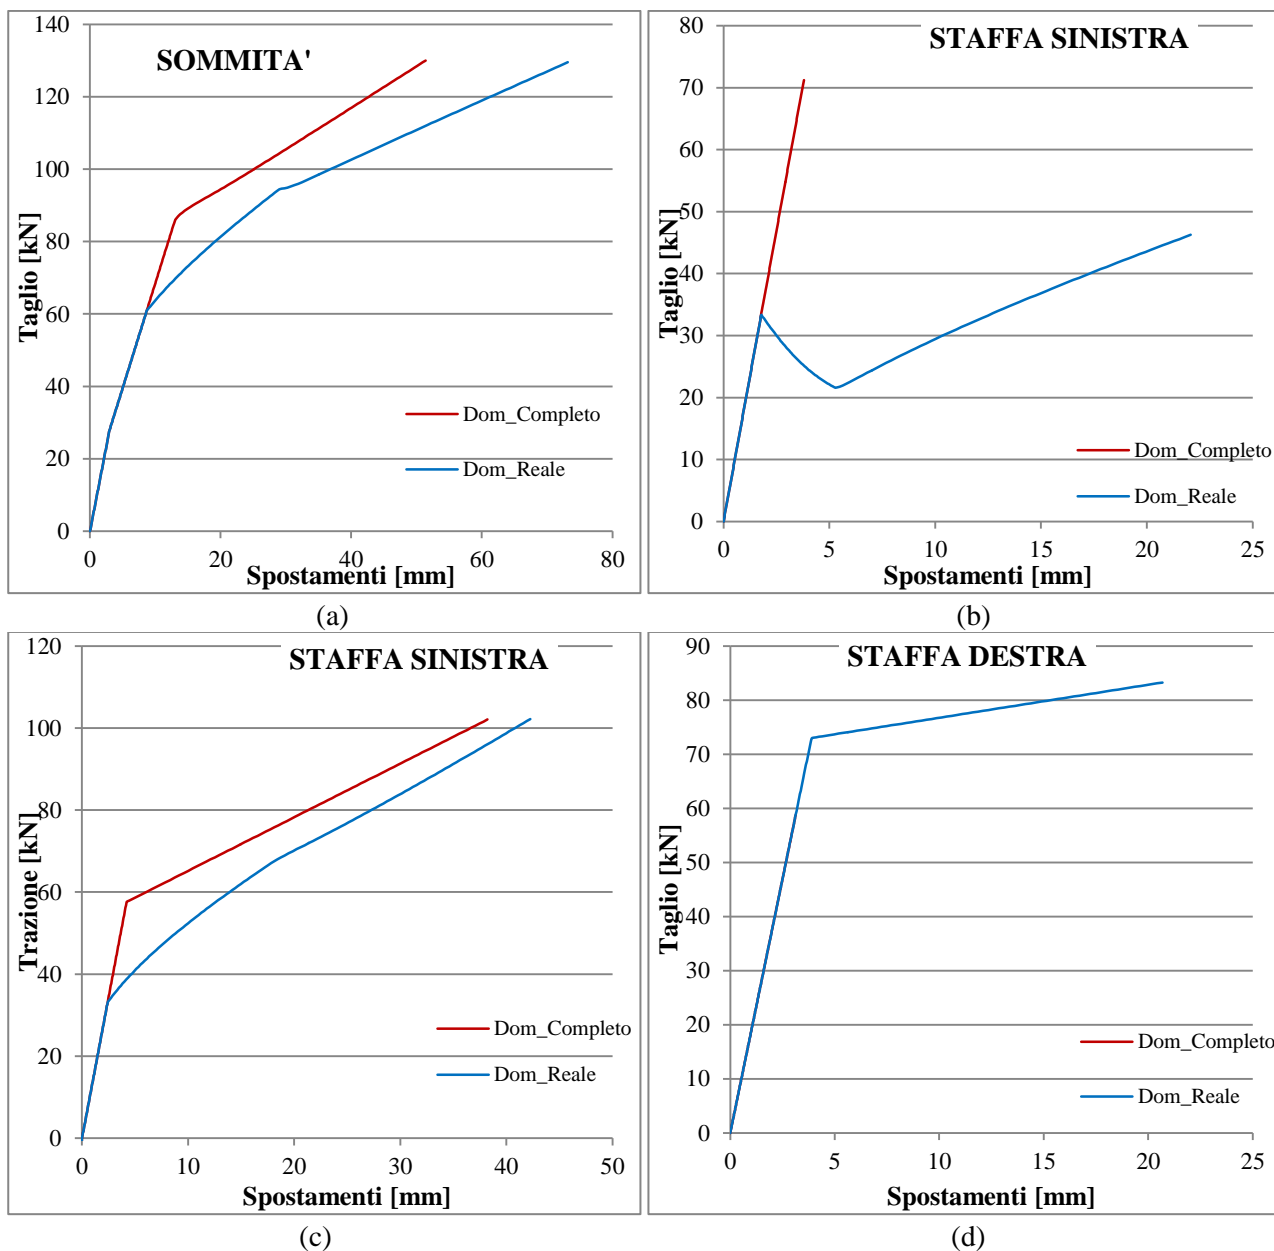 SOMMITA'
140
120
100
80
60
40
20
0
Taglio [kN]
Dom_Completo
Dom_Reale
0 20 40 60 80
Spostamenti [mm]
(a)
STAFFA SINISTRA
80
70
60
50
40
30
20
10
0
Taglio [kN]
Dom_Completo
Dom_Reale
0 5 10 15 20 25
Spostamenti [mm]
(b)
STAFFA SINISTRA
120
100
80
60
40
20
0
Trazione [kN]
Dom_Completo
Dom_Reale
0 10 20 30 40 50
Spostamenti [mm]
(c)
STAFFA DESTRA
90
80
70
60
50
40
30
20
10
0
Taglio [kN]
Dom_Completo
Dom_Reale
0 5 10 15 20 25
Spostamenti [mm]
(d)